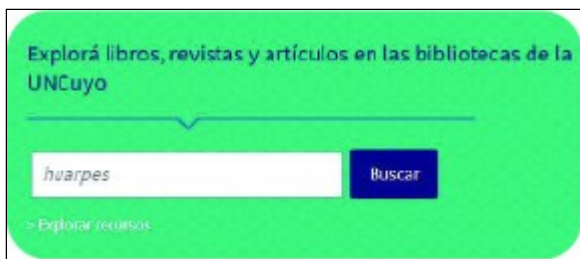 Explorá libros, revistas y artículos en las bibliotecas de la
UNCuyo
huarpes
Buscar
> Explorar recursos